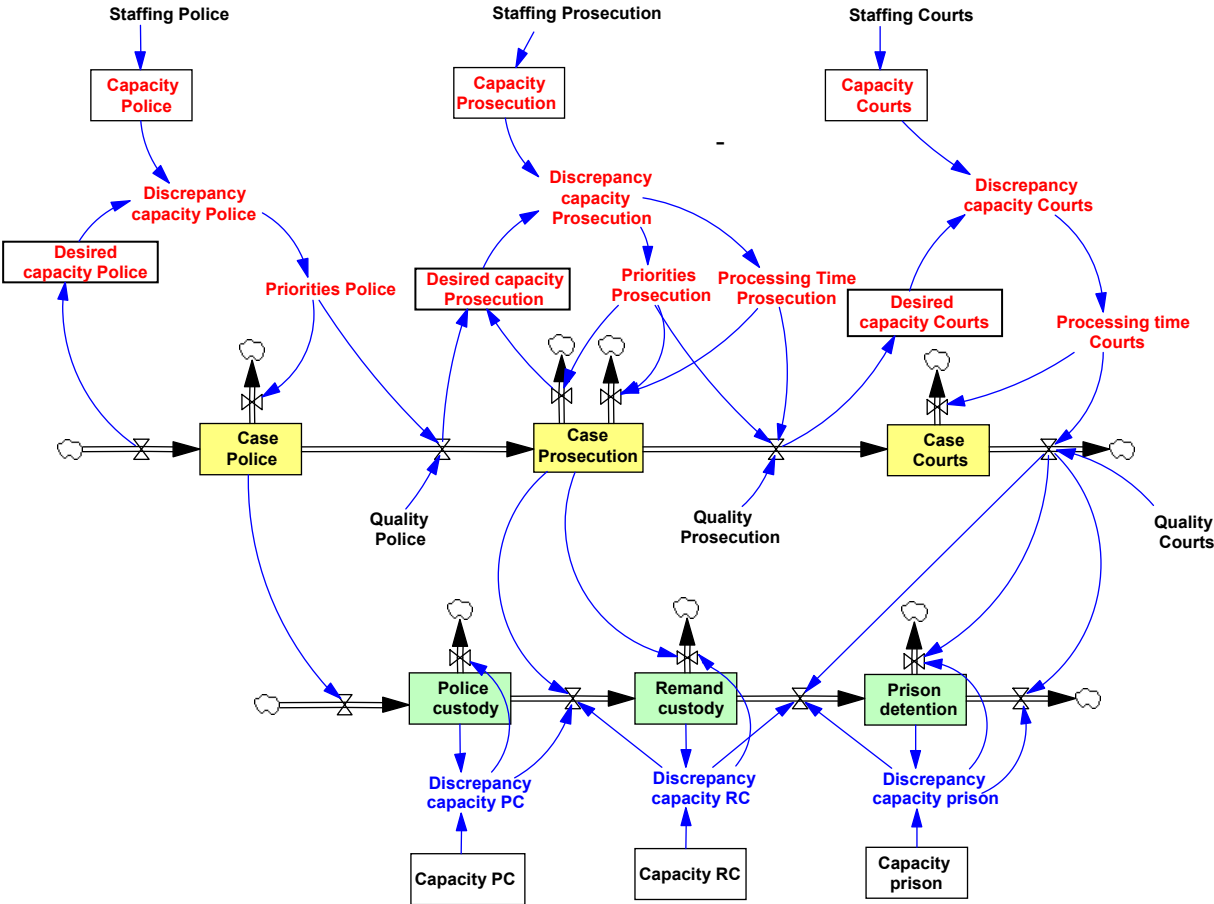 Staffing Police
Staffing Prosecution
Staffing Courts
Capacity
Police
Capacity
Prosecution
Capacity
Courts
-
Discrepancy
capacity Police
Discrepancy
capacity
Prosecution
Discrepancy
capacity Courts
Desired
capacity Police
Priorities Police
Desired capacity
Prosecution
Priorities
Prosecution
Processing Time
Prosecution
Desired
capacity Courts
Processing time
Courts
Case
Police
Case
Prosecution
Case
Courts
Quality
Police
Quality
Prosecution
Quality
Courts
Police
custody
Remand
custody
Prison
detention
Discrepancy
capacity PC
Discrepancy
capacity RC
Discrepancy
capacity prison
Capacity PC
Capacity RC
Capacity
prison